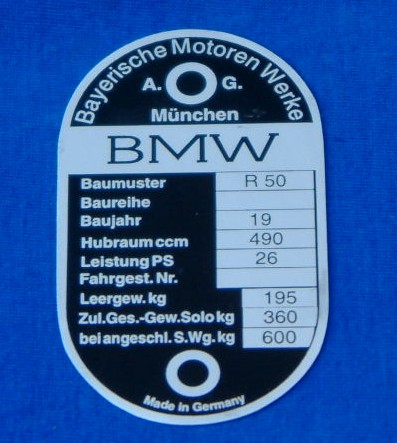 Bayerische Motoren Werke
A. G.
München
BMW
Baumuster R 50
Baureihe
Baujahr 19
Hubraum ccm 490
Leistung PS 26
Fahrgest. Nr.
Leergew. kg 195
Zul.Ges.-Gew.Solo kg 360
bei angeschl. S.Wg. kg 600
Made in Germany